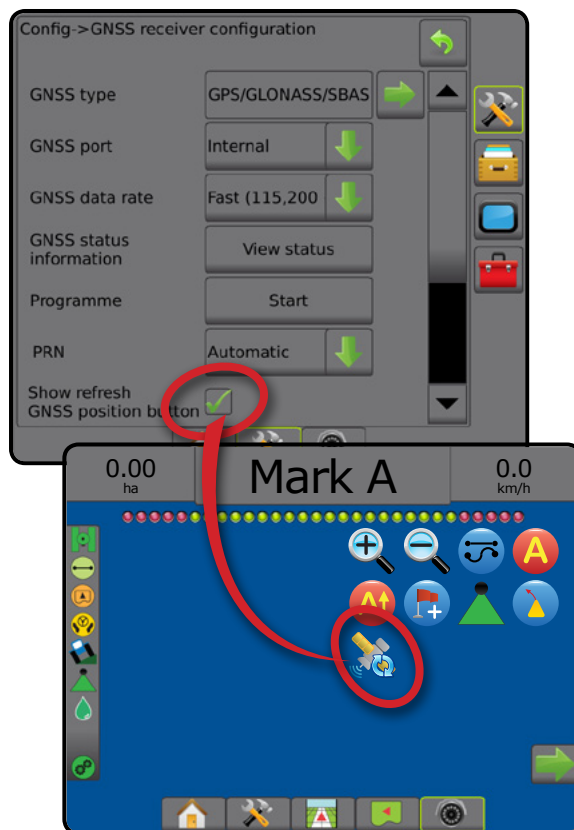 Config->GNSS receiver configuration
GNSS type
GPS/GLONASS/SBAS
GNSS port
Internal
GNSS data rate
Fast (115,200
GNSS status
information
View status
Programme
Start
PRN
Automatic
Show refresh
GNSS position button
0.00
ha
Mark A
0.0
km/h
A
A